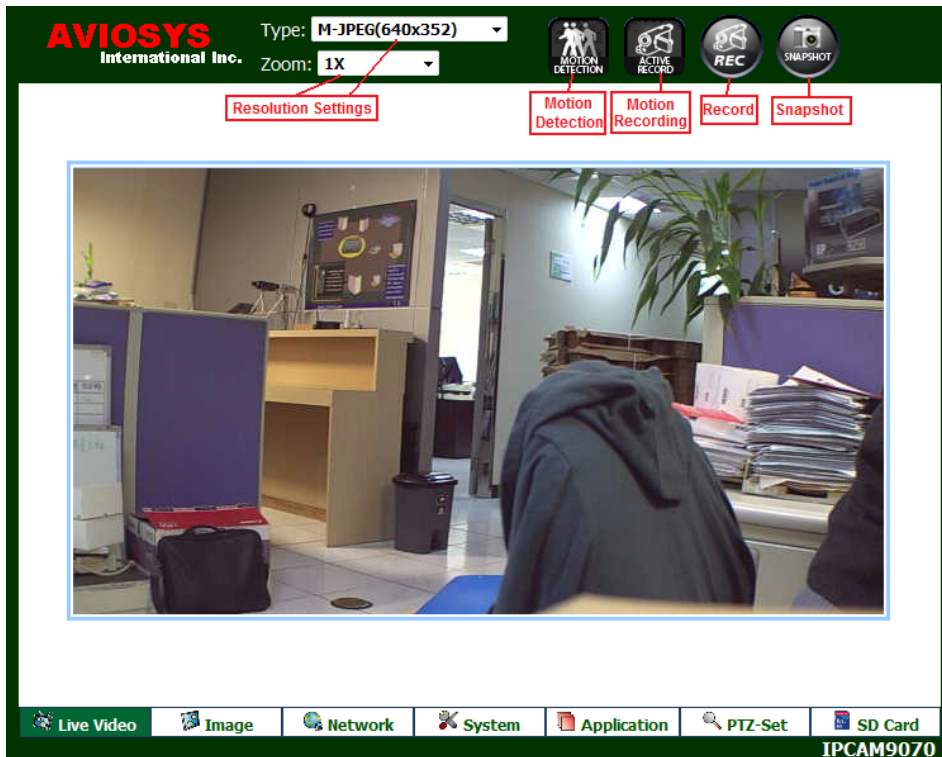 AVIOSYS
International Inc.
Type: M-JPEG(640x352)
Zoom: 1X
MOTION DETECTION
ACTIVE RECORD
REC
SNAPSHOT
Resolution Settings
Motion Detection
Motion Recording
Record
Snapshot
Live Video
Image
Network
System
Application
PTZ-Set
SD Card
IPCAM9070